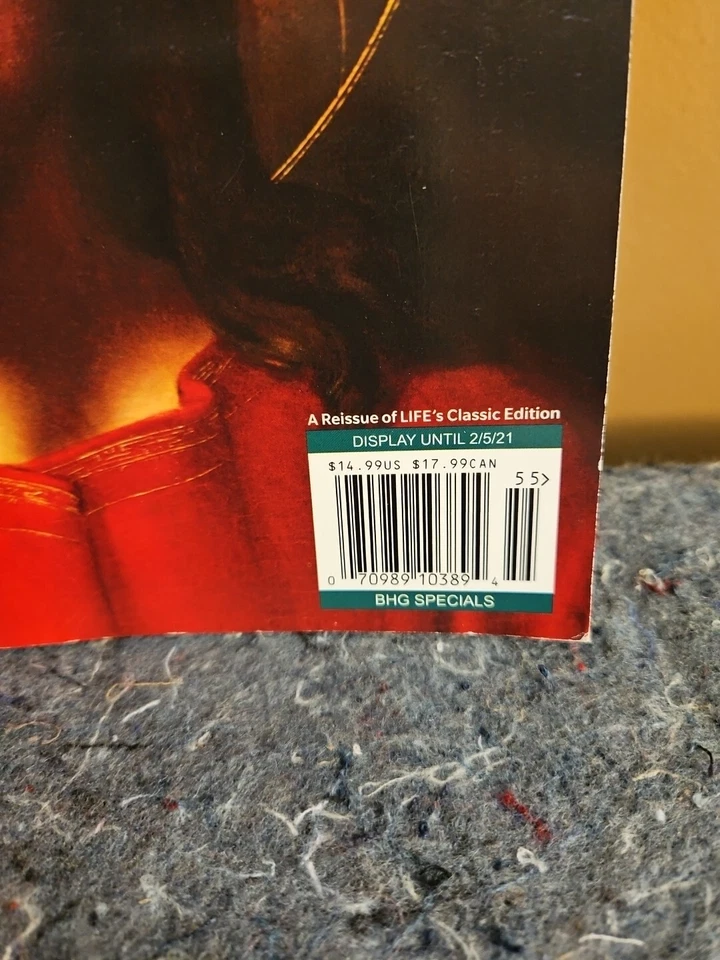 A Reissue of LIFE's Classic Edition
DISPLAY UNTIL 2/5/21
$14.99US $17.99CAN
55>
0 70989 10389 4
BHG SPECIALS